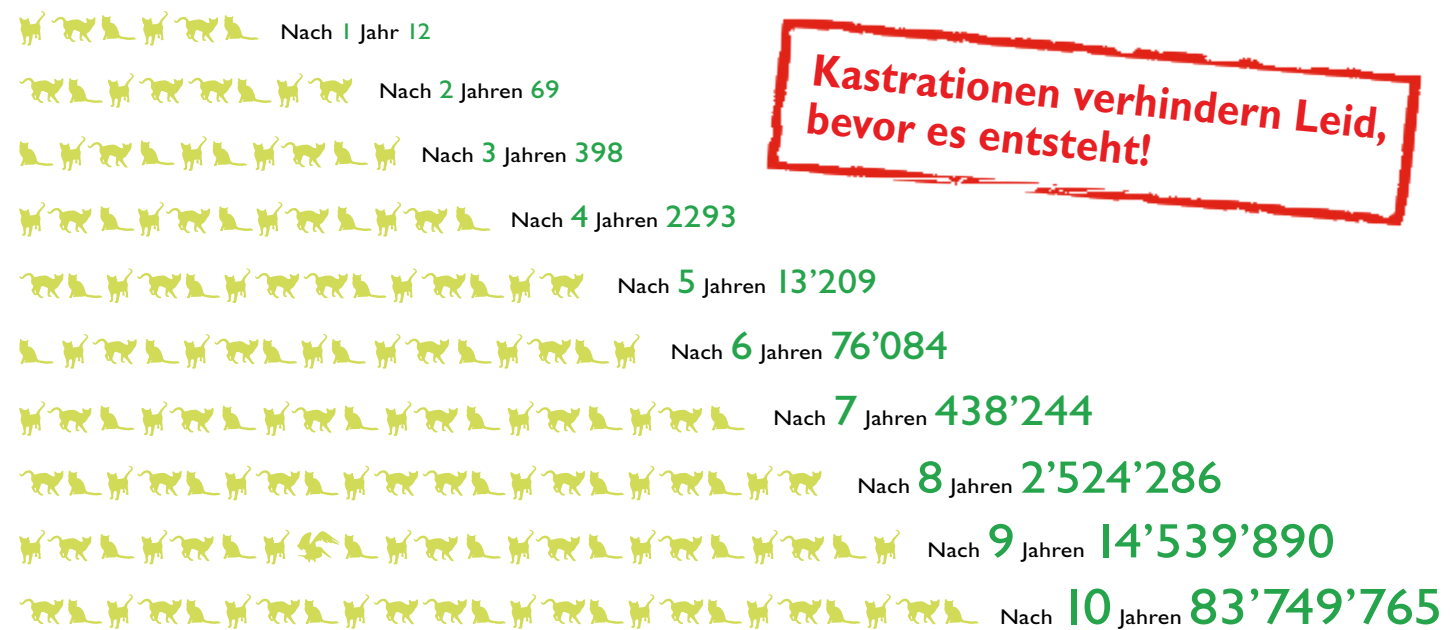 Nach 1 Jahr 12
Kastrationen verhindern Leid,
bevor es entsteht!
Nach 2 Jahren 69
Nach 3 Jahren 398
Nach 4 Jahren 2293
Nach 5 Jahren 13’209
Nach 6 Jahren 76’084
Nach 7 Jahren 438’244
Nach 8 Jahren 2’524’286
Nach 9 Jahren 14’539’890
Nach 10 Jahren 83’749’765